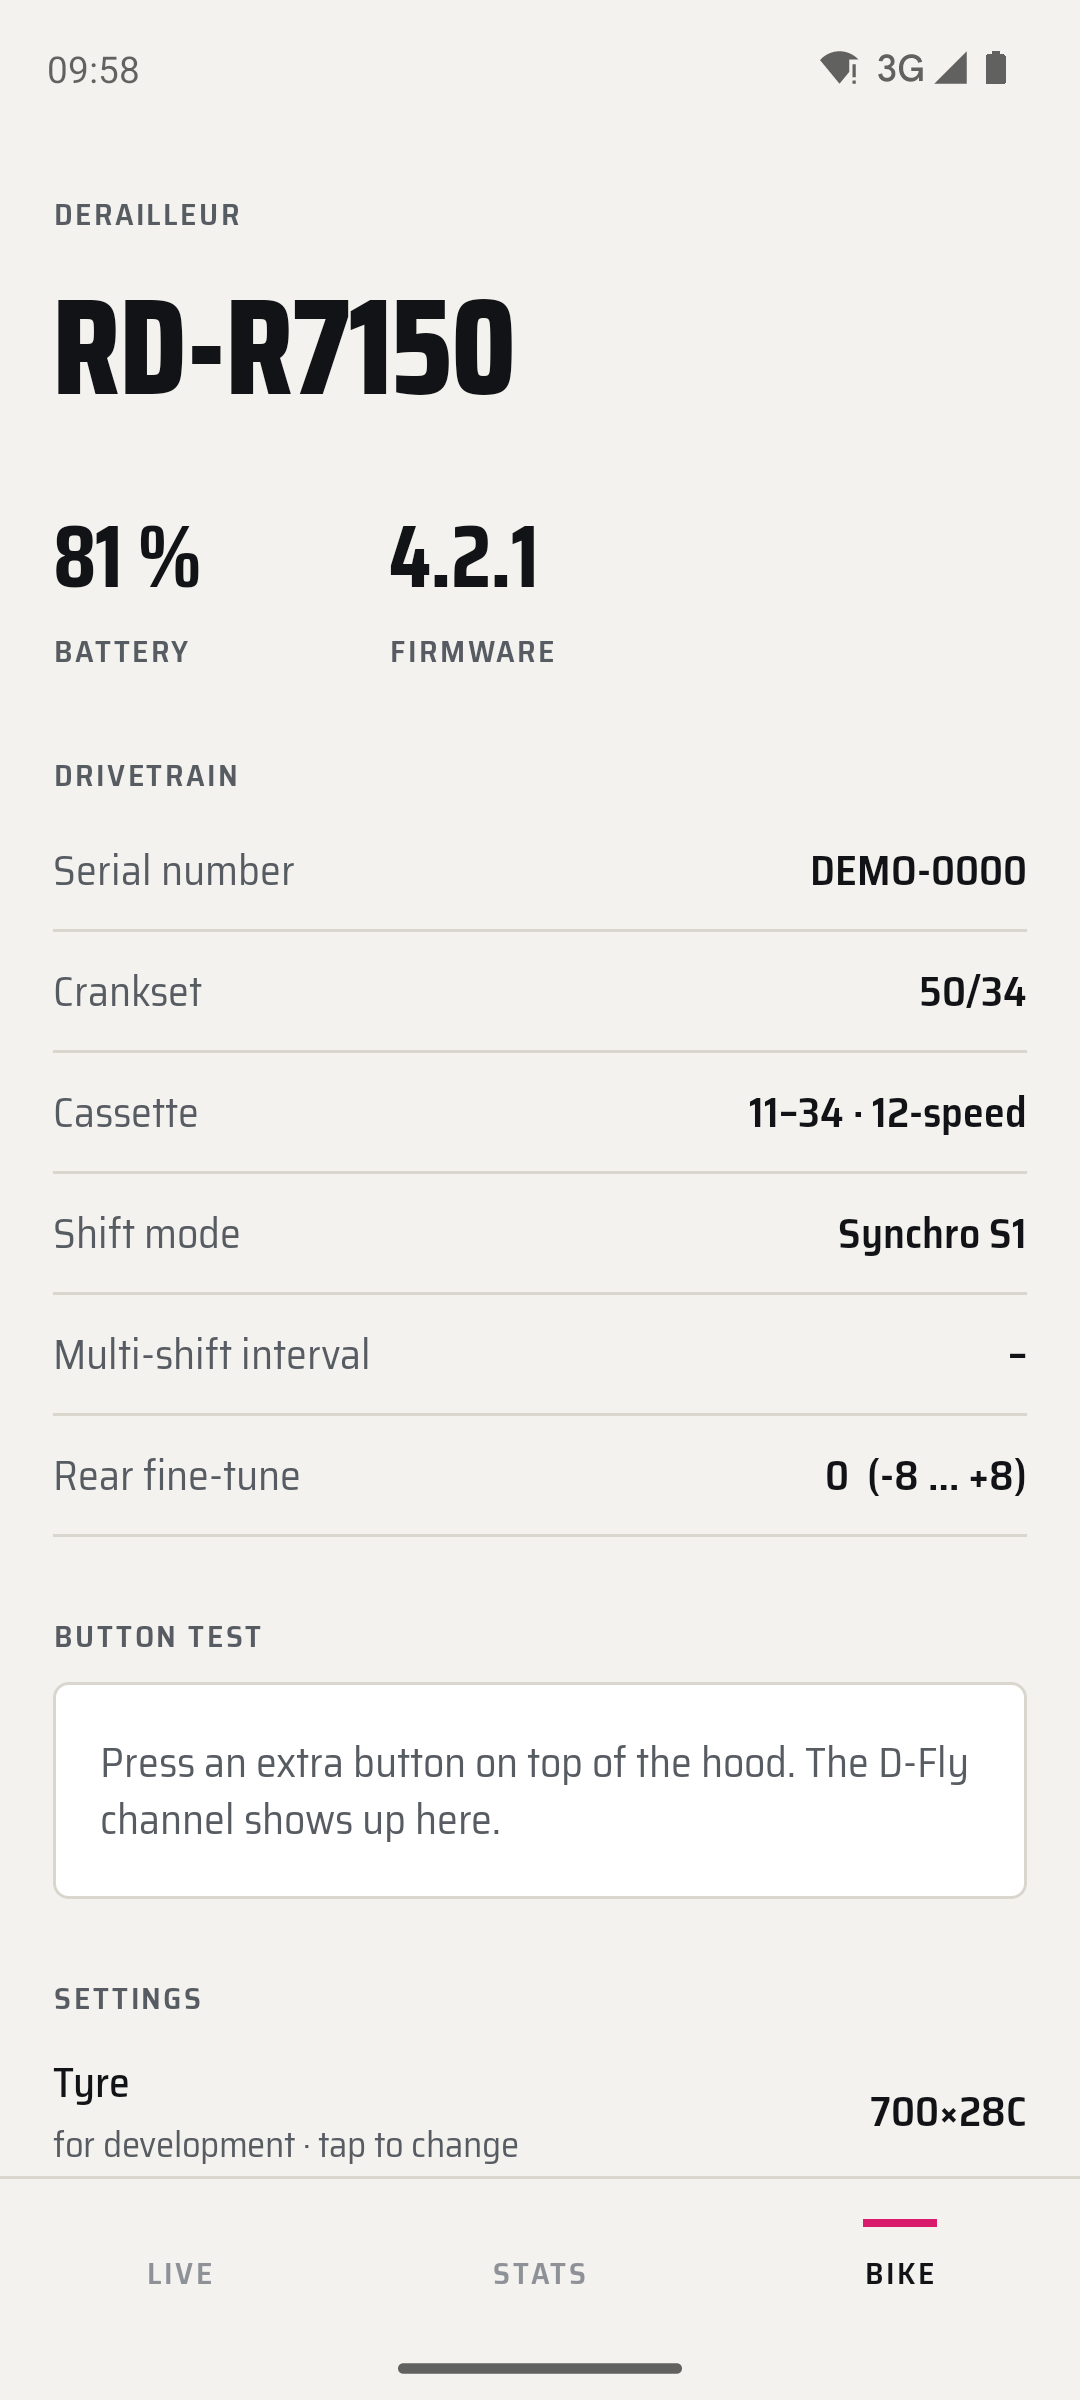 09:58
3G
DERAILLEUR
RD-R7150
81 % 4.2.1
BATTERY FIRMWARE
DRIVETRAIN
Serial number DEMO-0000
Crankset 50/34
Cassette 11–34 · 12-speed
Shift mode Synchro S1
Multi-shift interval –
Rear fine-tune 0 (-8 … +8)
BUTTON TEST
Press an extra button on top of the hood. The D-Fly
channel shows up here.
SETTINGS
Tyre
700×28C
for development · tap to change
LIVE STATS BIKE